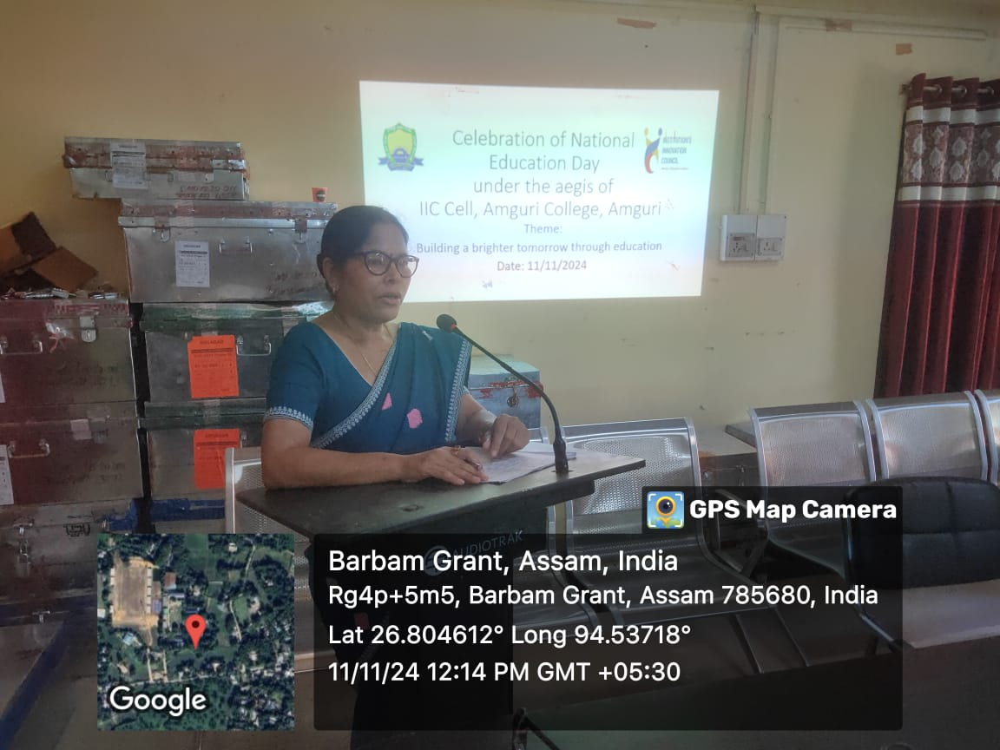 Celebration of National
Education Day
under the aegis of
IIC Cell, Amguri College, Amguri
Theme:
Building a brighter tomorrow through education
Date: 11/11/2024
INSTITUTION'S
INNOVATION
COUNCIL
AUDIOTRAK
GPS Map Camera
Barbam Grant, Assam, India
Rg4p+5m5, Barbam Grant, Assam 785680, India
Lat 26.804612° Long 94.53718°
11/11/24 12:14 PM GMT +05:30
Google